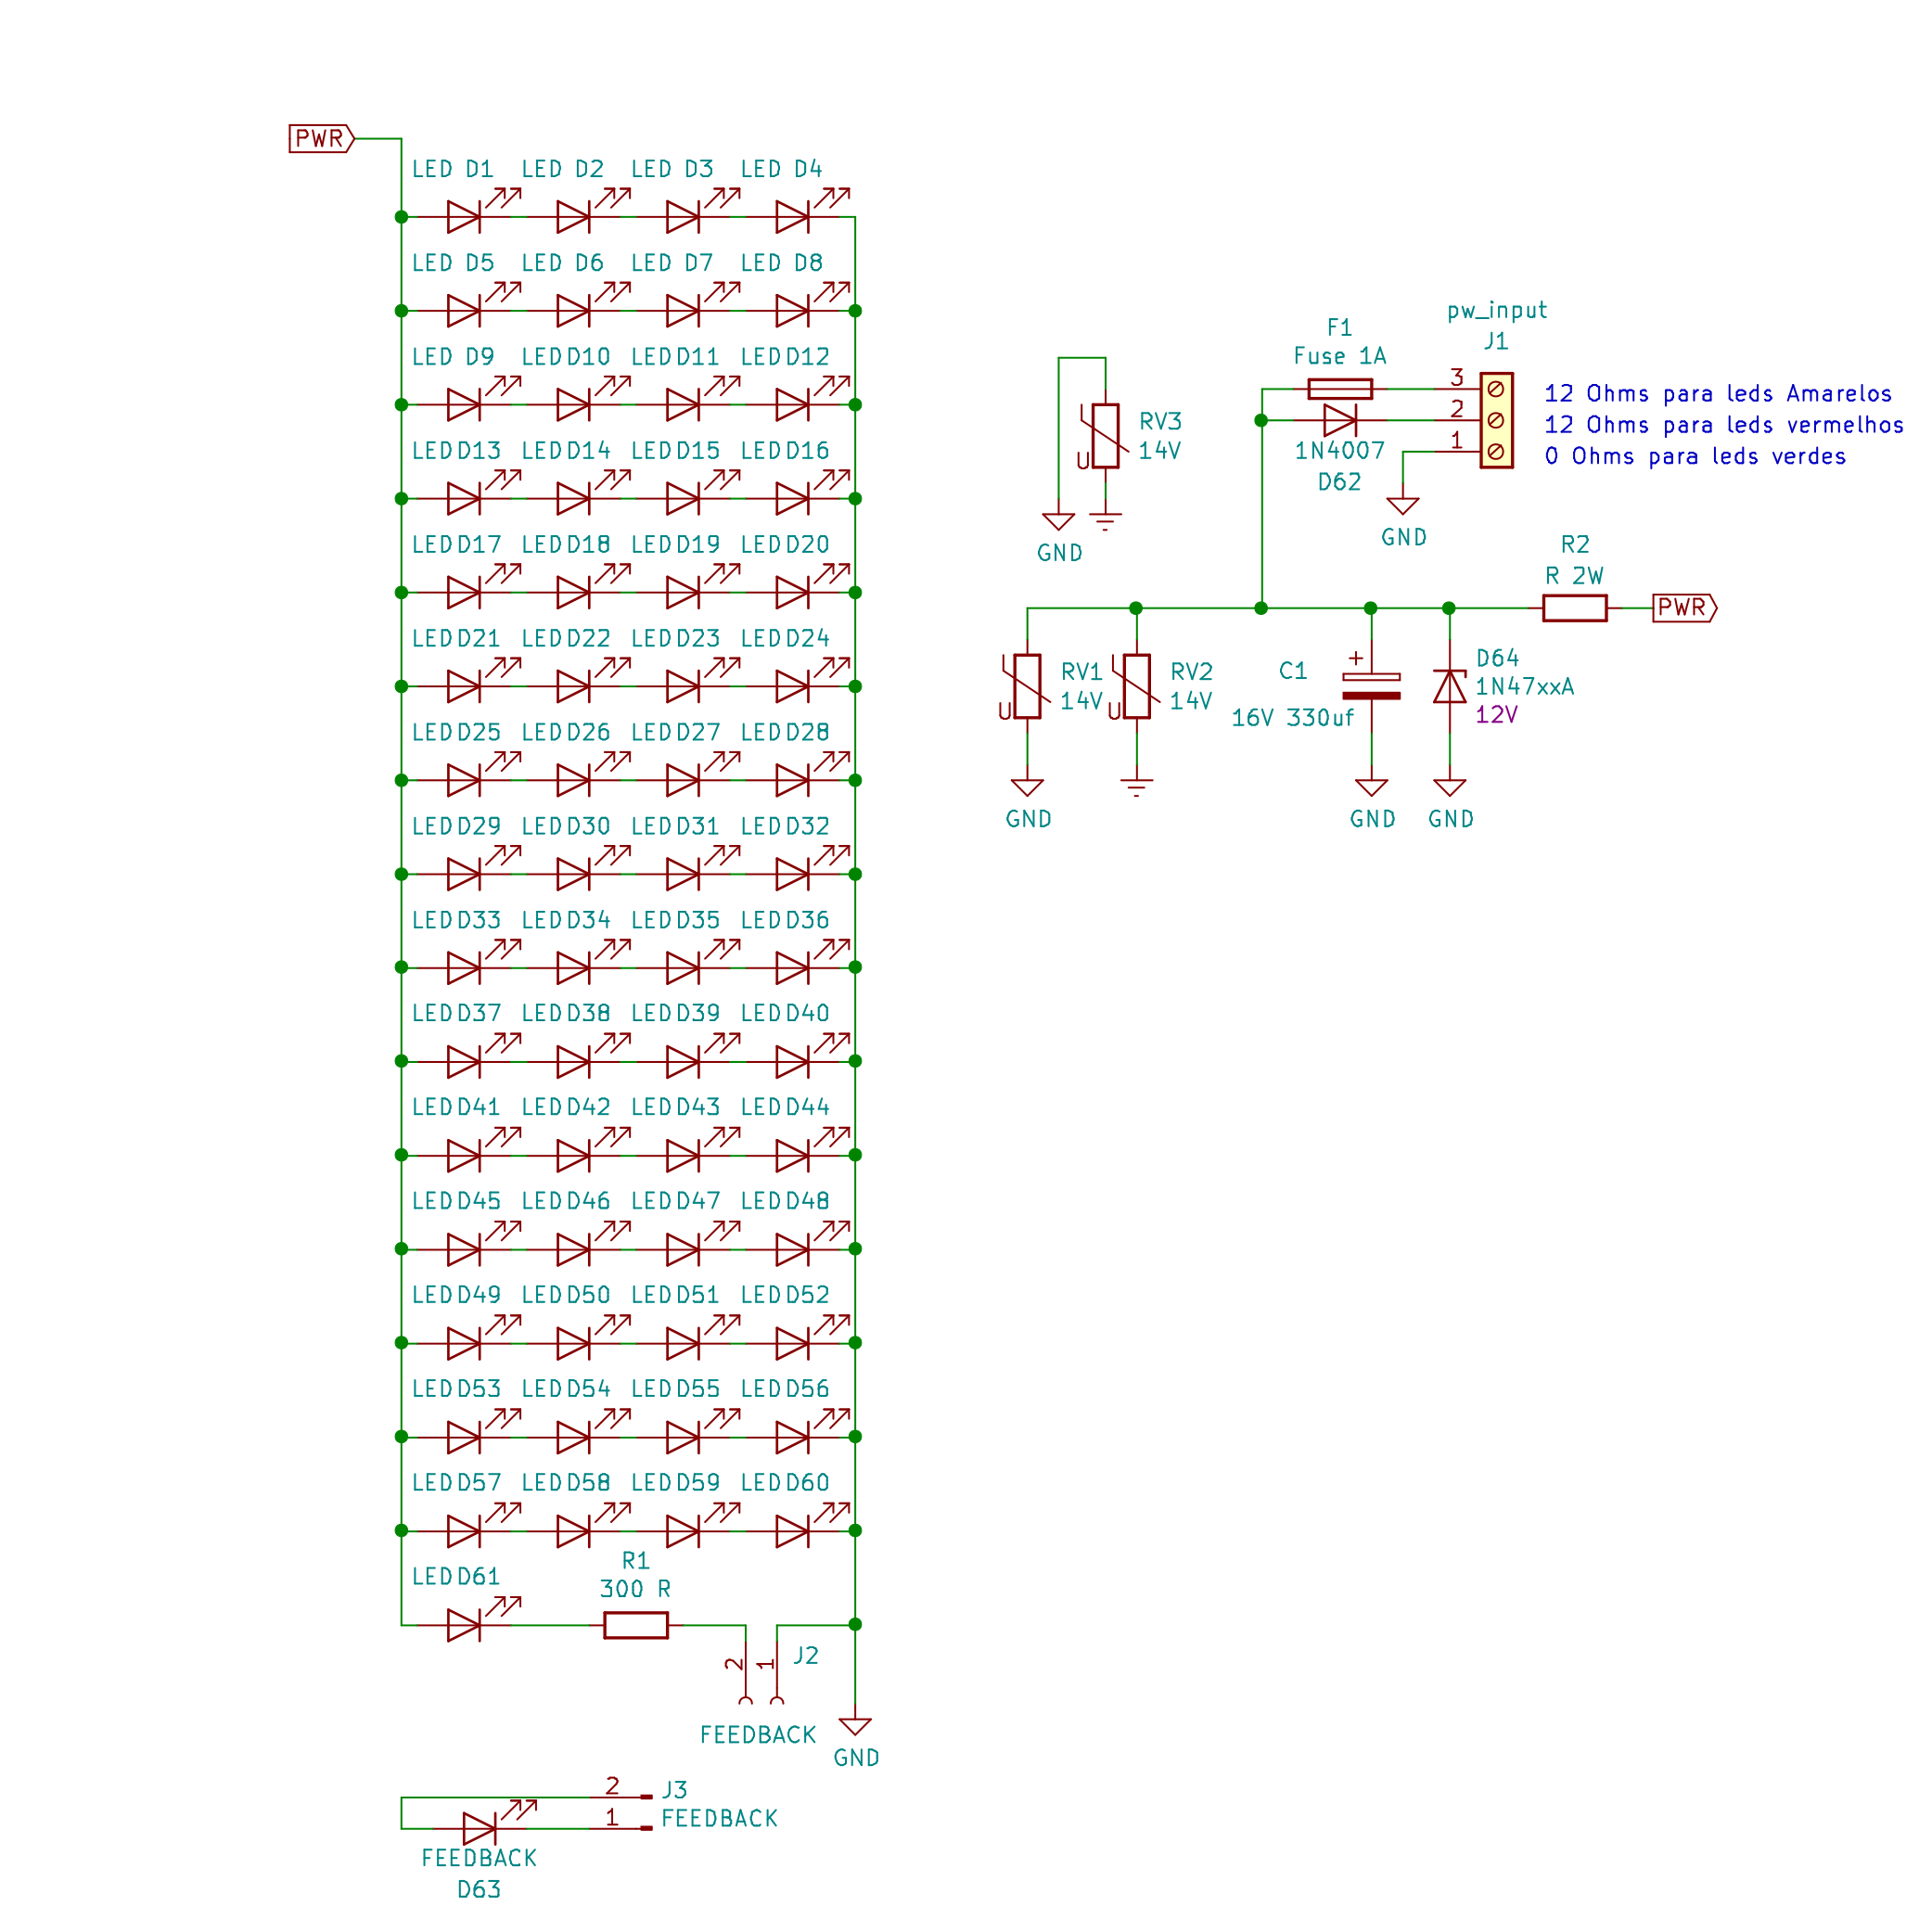 PWR
LED D1 LED D2 LED D3 LED D4
LED D5 LED D6 LED D7 LED D8
LED D9 LED D10 LED D11 LED D12
LED D13 LED D14 LED D15 LED D16
LED D17 LED D18 LED D19 LED D20
LED D21 LED D22 LED D23 LED D24
LED D25 LED D26 LED D27 LED D28
LED D29 LED D30 LED D31 LED D32
LED D33 LED D34 LED D35 LED D36
LED D37 LED D38 LED D39 LED D40
LED D41 LED D42 LED D43 LED D44
LED D45 LED D46 LED D47 LED D48
LED D49 LED D50 LED D51 LED D52
LED D53 LED D54 LED D55 LED D56
LED D57 LED D58 LED D59 LED D60
LED D61
R1
300 R
2
1
J2
FEEDBACK
GND
2
J3
1
FEEDBACK
FEEDBACK
D63
RV3
14V
U
GND
F1
Fuse 1A
1N4007
D62
pw_input
J1
3
2
1
12 Ohms para leds Amarelos
12 Ohms para leds vermelhos
0 Ohms para leds verdes
GND
R2
R 2W
PWR
RV1
14V
U
GND
RV2
14V
U
C1
+
16V 330uf
GND
D64
1N47xxA
12V
GND